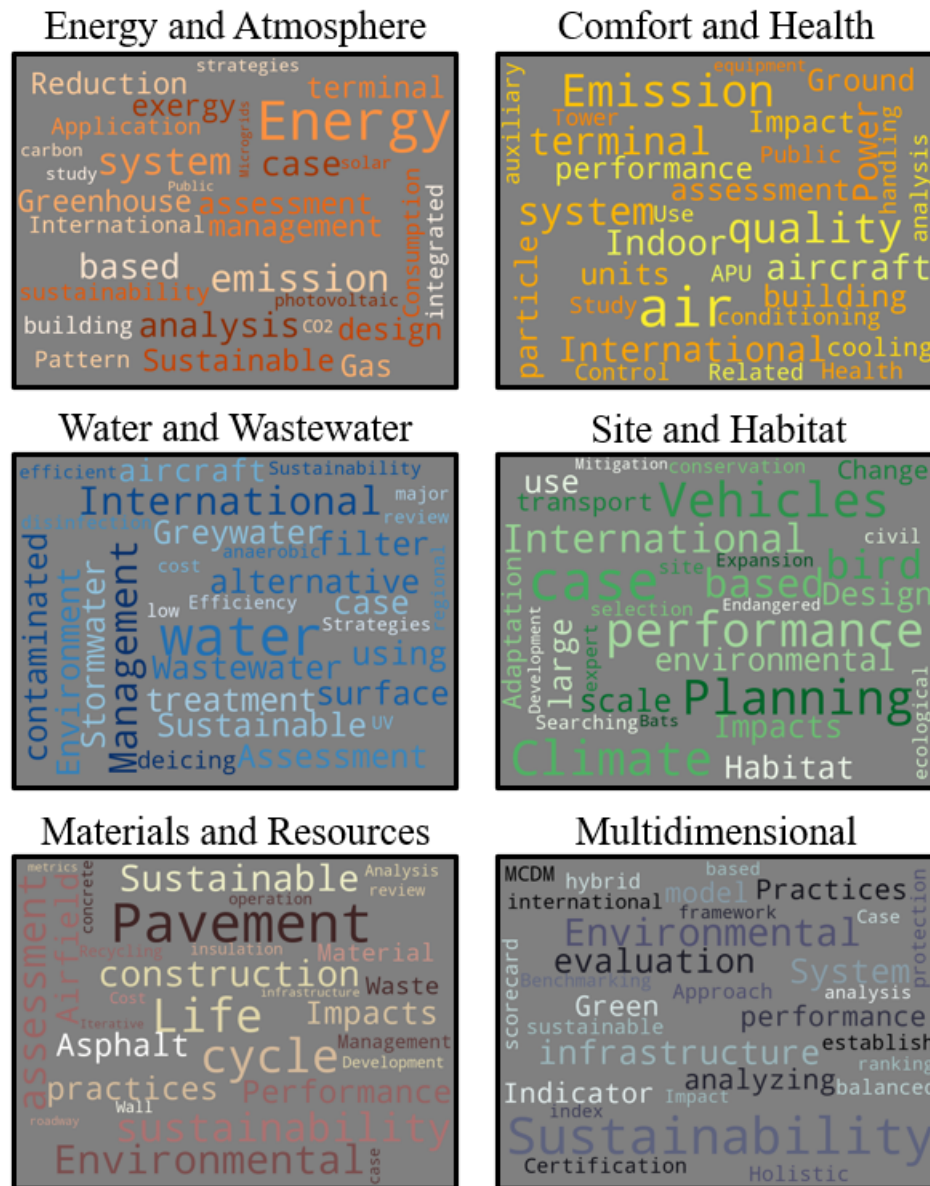 Energy and Atmosphere
strategies
Reduction
terminal
exergy
Energy
Microgrids
Application
carbon
system
case
solar
study
Public
Greenhouse
assessment
Consumption
integrated
International
management
based
emission
sustainability
photovoltaic
building
analysis
CO2
design
Pattern
Sustainable
Gas
Comfort and Health
auxiliary
equipment
Emission
Ground
Tower
Impact
terminal
Public
Power
handling
analysis
performance
assessment
system
Use
Indoor
quality
particle
units
APU
aircraft
Study
air
building
conditioning
International
cooling
Control
Related
Health
Water and Wastewater
efficient
aircraft
Sustainability
International
major
disinfection
review
Greywater
filter
contaminated
Environment
Stormwater
Management
anaerobic
regional
cost
alternative
low
Efficiency
case
Strategies
water
using
Wastewater
treatment
surface
Sustainable
UV
deicing
Assessment
Site and Habitat
Mitigation
conservation
Change
use
transport
Vehicles
International
civil
Adaptation
case
site
Expansion
bird
based
Design
Development
large
selection
Endangered
performance
expert
environmental
scale
Planning
Searching
Bats
Impacts
ecological
Climate
Habitat
Materials and Resources
metrics
concrete
Sustainable
Analysis
review
assessment
Airfield
operation
Pavement
Recycling
insulation
Material
construction
Waste
Cost
infrastructure
Life
Impacts
Iterative
Asphalt
cycle
Management
Development
practices
Performance
Wall
roadway
sustainability
Environmental
case
Multidimensional
MCDM
hybrid
based
model
Practices
protection
international
framework
Case
Environmental
scorecard
evaluation
System
Benchmarking
Approach
analysis
Green
performance
sustainable
establish
infrastructure
ranking
analyzing
Indicator
Impact
balanced
index
Sustainability
Certification
Holistic